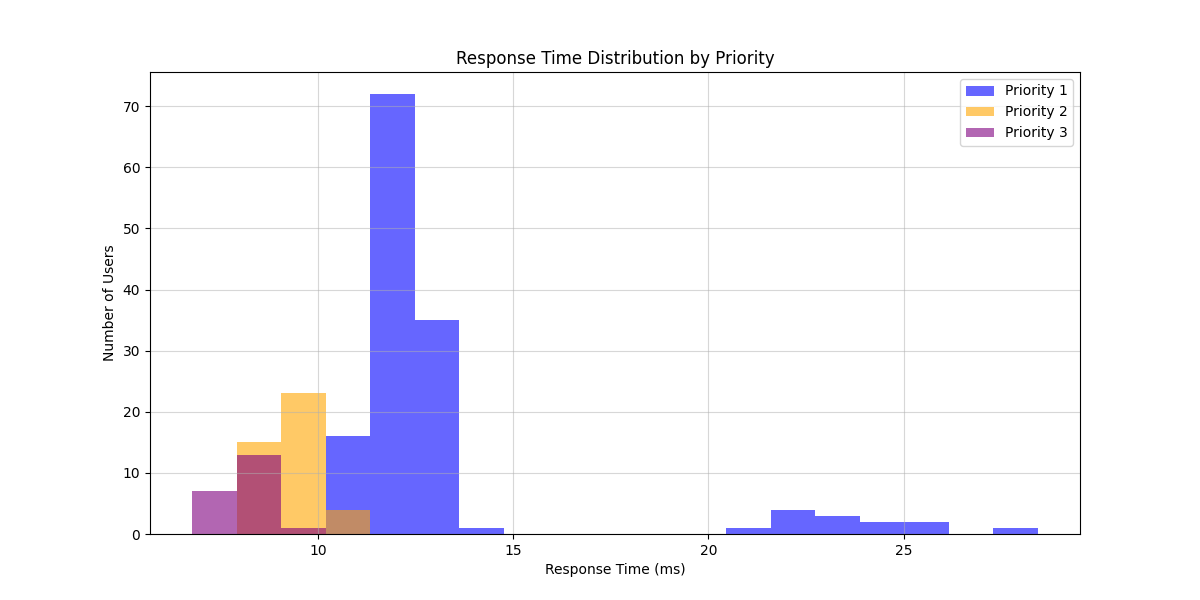 Response Time Distribution by Priority
Priority 1
Priority 2
Priority 3
Number of Users
70
60
50
40
30
20
10
0
10 15 20 25
Response Time (ms)